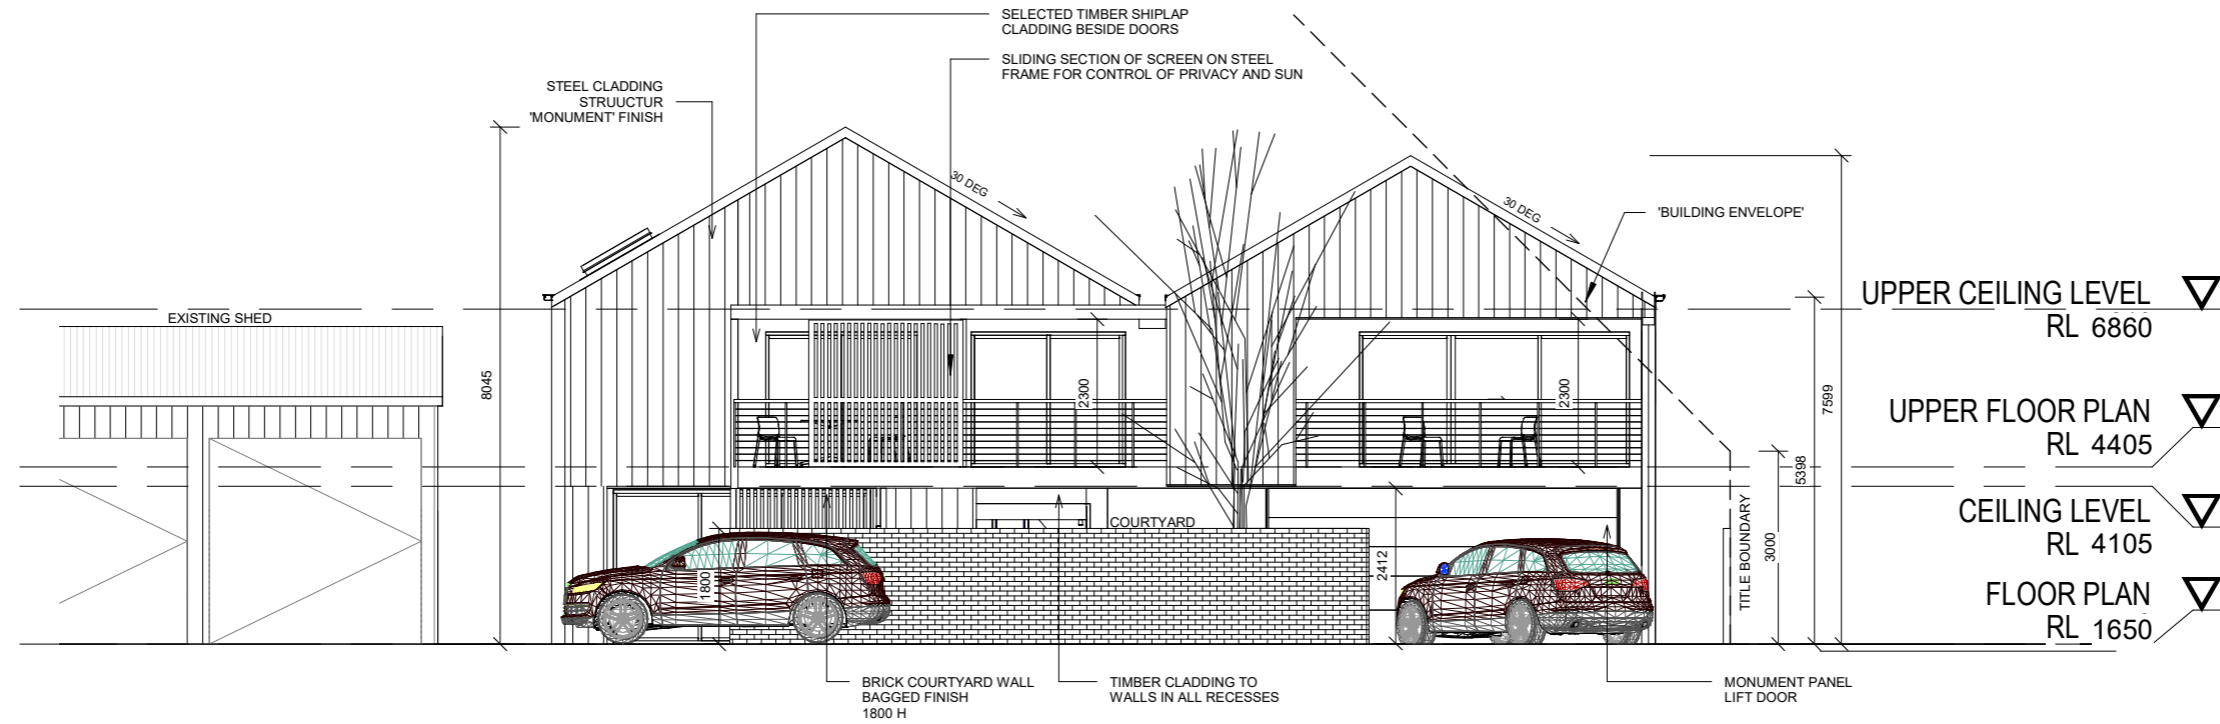 SELECTED TIMBER SHIPLAP
CLADDING BESIDE DOORS
SLIDING SECTION OF SCREEN ON STEEL
FRAME FOR CONTROL OF PRIVACY AND SUN
STEEL CLADDING
STRUUCTUR
'MONUMENT' FINISH
30 DEG
30 DEG
'BUILDING ENVELOPE'
EXISTING SHED
8045
2300
2300
7599
5398
3000
TITLE BOUNDARY
COURTYARD
1800
2412
UPPER CEILING LEVEL
RL 6860
UPPER FLOOR PLAN
RL 4405
CEILING LEVEL
RL 4105
FLOOR PLAN
RL 1650
BRICK COURTYARD WALL
BAGGED FINISH
1800 H
TIMBER CLADDING TO
WALLS IN ALL RECESSES
MONUMENT PANEL
LIFT DOOR